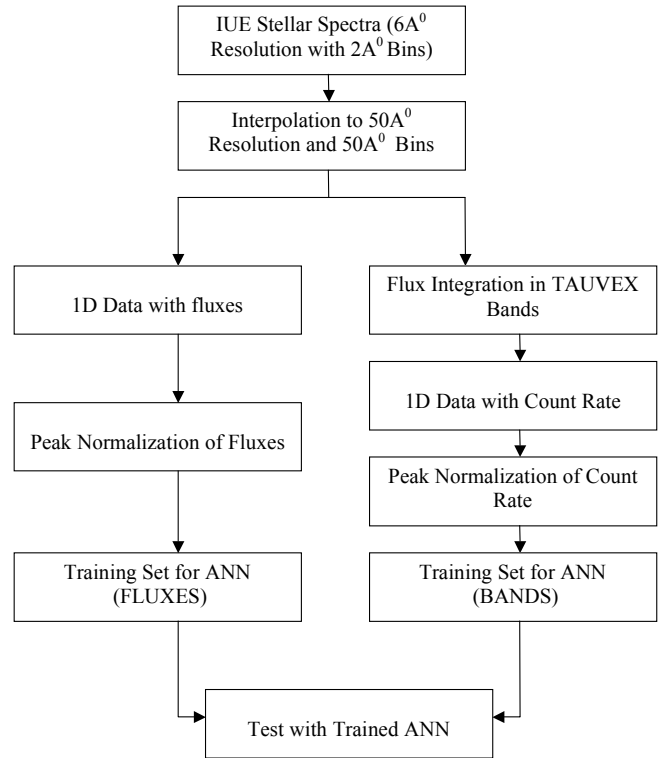 IUE Stellar Spectra (6A⁰
Resolution with 2A⁰ Bins)
Interpolation to 50A⁰
Resolution and 50A⁰ Bins
1D Data with fluxes
Flux Integration in TAUVEX
Bands
1D Data with Count Rate
Peak Normalization of Fluxes
Peak Normalization of Count
Rate
Training Set for ANN
(FLUXES)
Training Set for ANN
(BANDS)
Test with Trained ANN